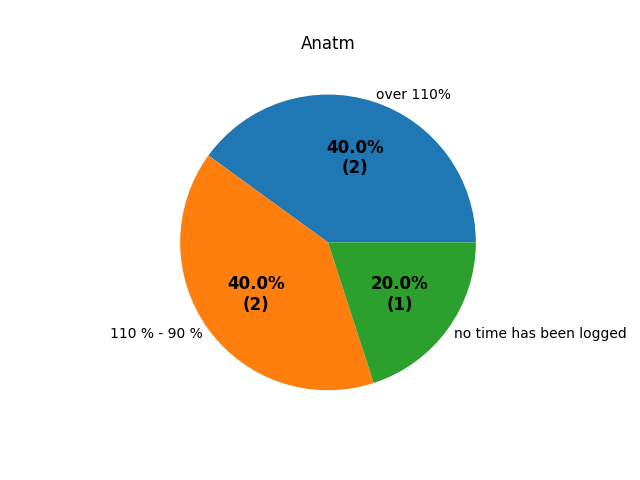 Anatm
over 110%
40.0%
(2)
40.0%
(2)
20.0%
(1)
110 % - 90 %
no time has been logged